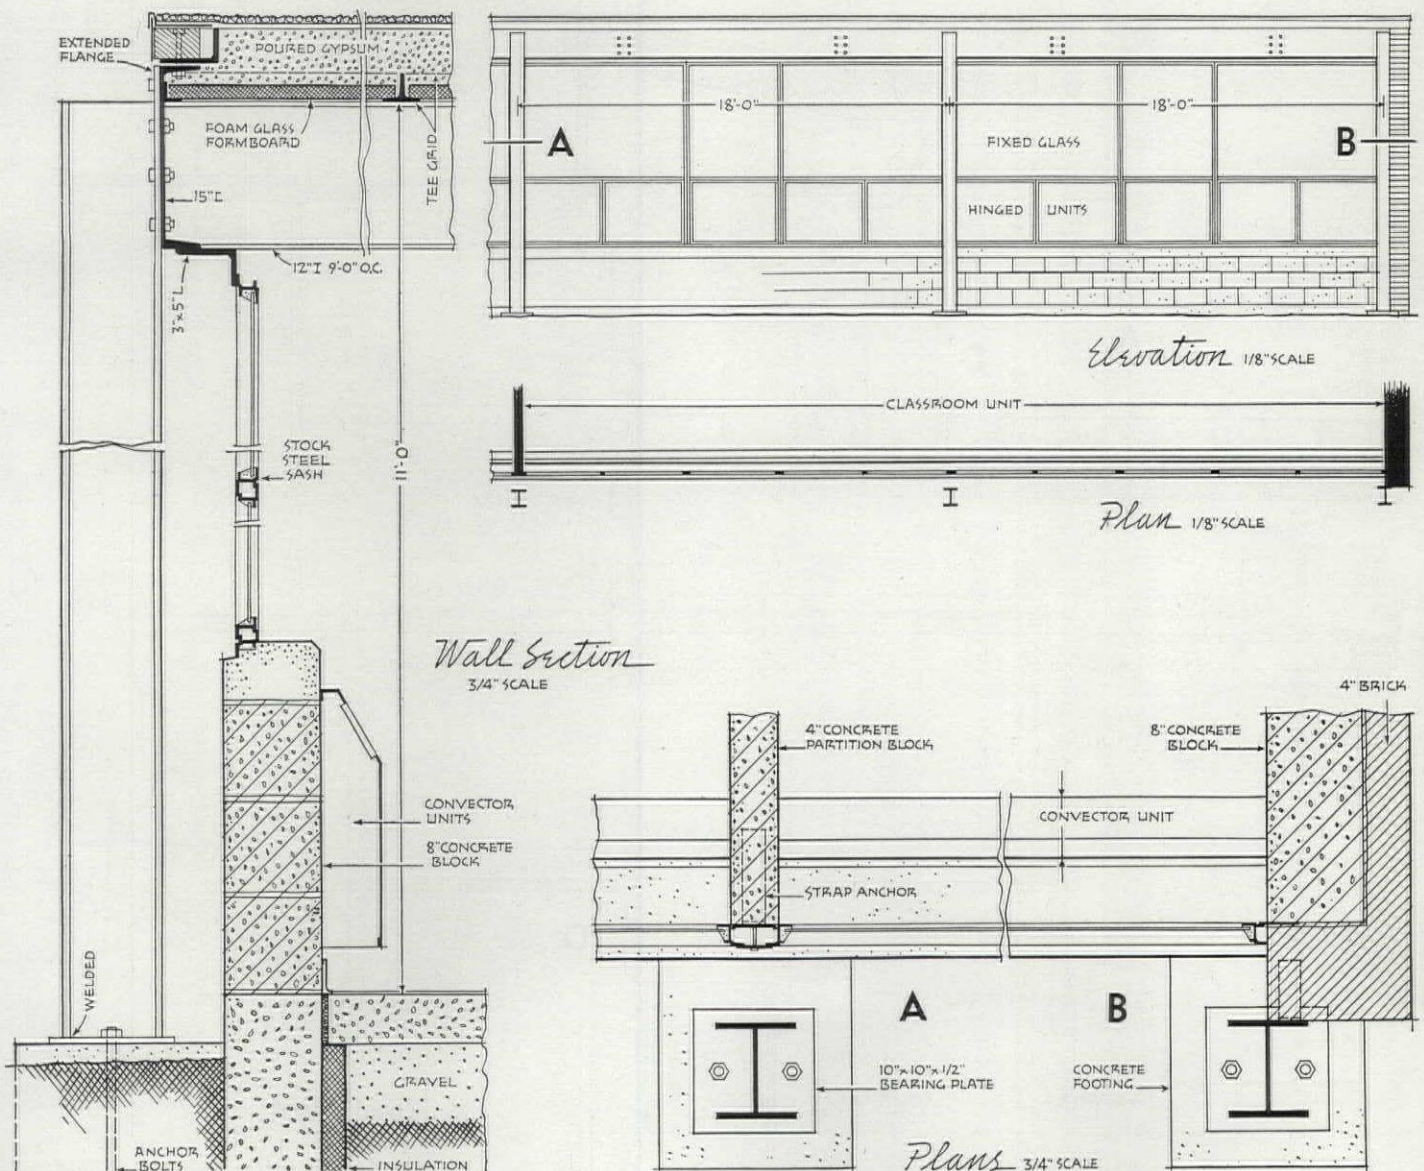 EXTENDED
FLANGE
POURED GYPSUM
FOAM GLASS
FORMBOARD
TEE GRID
15"[
12"I 9'-0" O.C.
3"x5"L
STOCK
STEEL
SASH
11'-0"
Wall Section
3/4" SCALE
CONVECTOR
UNITS
8" CONCRETE
BLOCK
WELDED
GRAVEL
ANCHOR
BOLTS
INSULATION
18'-0"
18'-0"
A
FIXED GLASS
B
HINGED UNITS
Elevation 1/8" SCALE
CLASSROOM UNIT
Plan 1/8" SCALE
4" BRICK
4" CONCRETE
PARTITION BLOCK
8" CONCRETE
BLOCK
CONVECTOR UNIT
STRAP ANCHOR
A
B
10"x10"x1/2"
BEARING PLATE
CONCRETE
FOOTING
Plans 3/4" SCALE